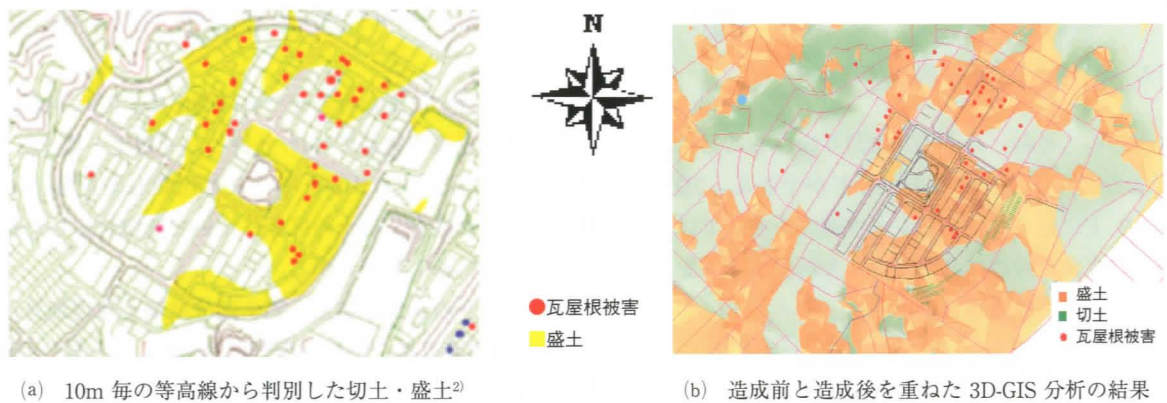 N
瓦屋根被害
盛土
盛土
切土
瓦屋根被害
(a) 10m 毎の等高線から判別した切土・盛土2)
(b) 造成前と造成後を重ねた 3D-GIS 分析の結果